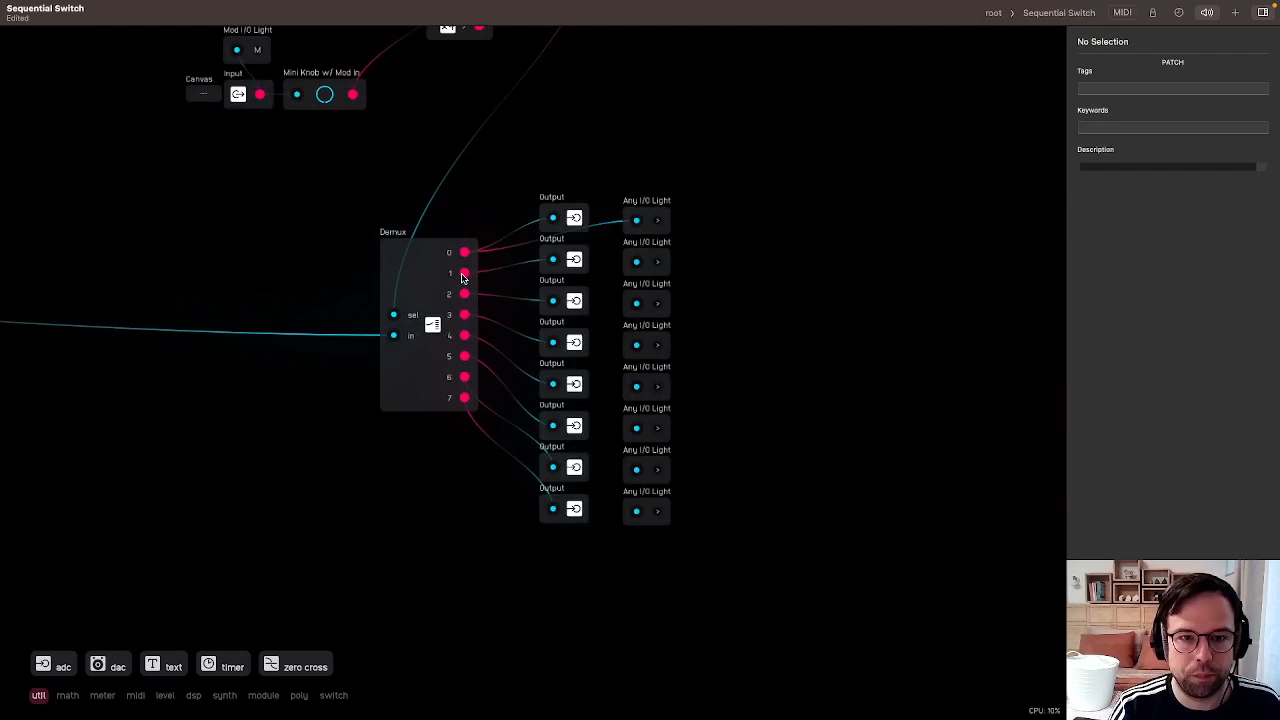 Sequential Switch
Edited
root > Sequential Switch MIDI
Mod I/O Light
M
Canvas
Input
Mini Knob w/ Mod In
No Selection
PATCH
Tags
Keywords
Description
Demux
0
1
2
3
4
5
6
7
sel
in
Output
Output
Output
Output
Output
Output
Output
Output
Any I/O Light
Any I/O Light
Any I/O Light
Any I/O Light
Any I/O Light
Any I/O Light
Any I/O Light
Any I/O Light
adc dac T text timer zero cross
util math meter midi level dsp synth module poly switch
CPU: 10%